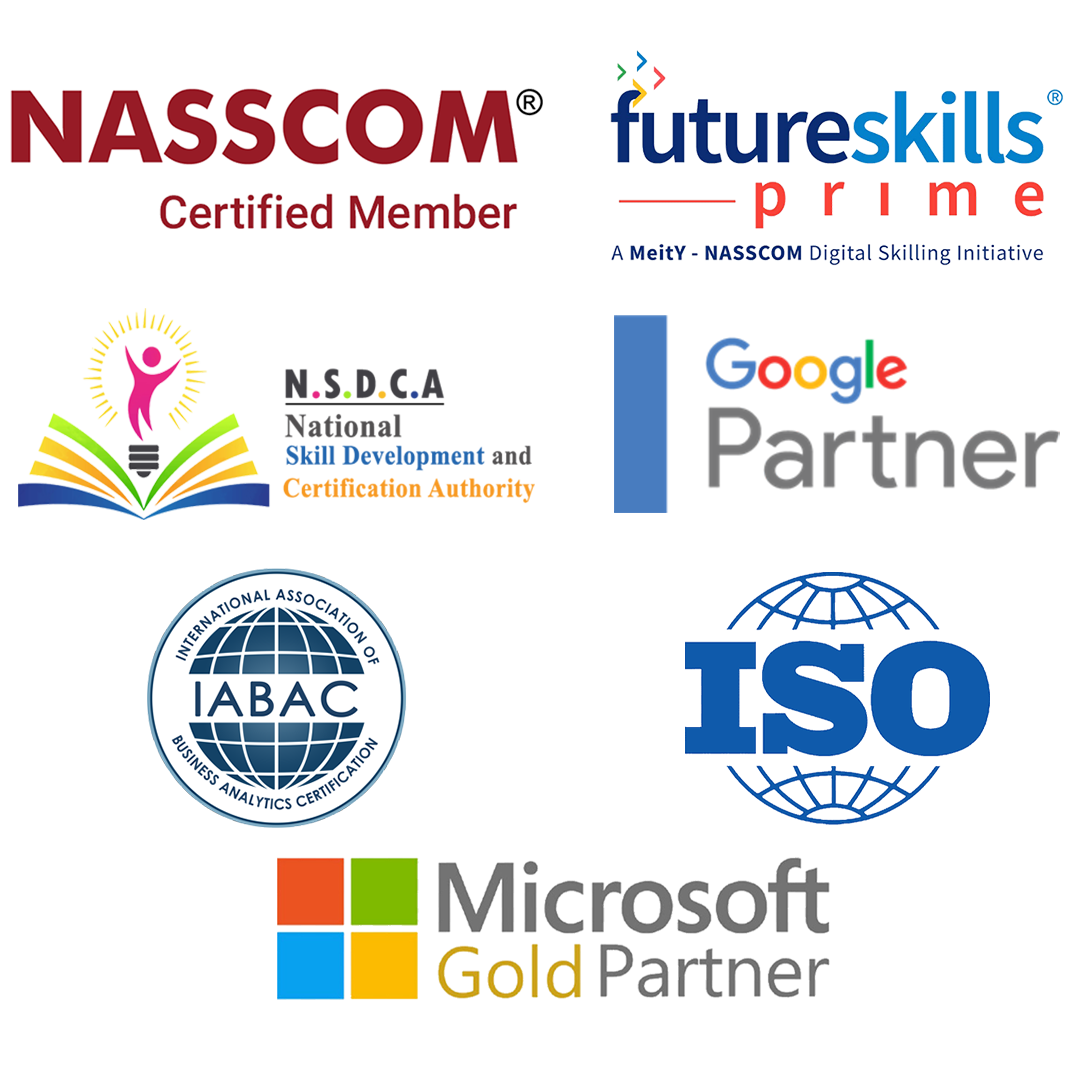 NASSCOM®
Certified Member
futureskills®
prime
A MeitY - NASSCOM Digital Skilling Initiative
N.S.D.C.A
National
Skill Development and
Certification Authority
Google
Partner
INTERNATIONAL ASSOCIATION OF
IABAC
BUSINESS ANALYTICS CERTIFICATION
ISO
Microsoft
Gold Partner